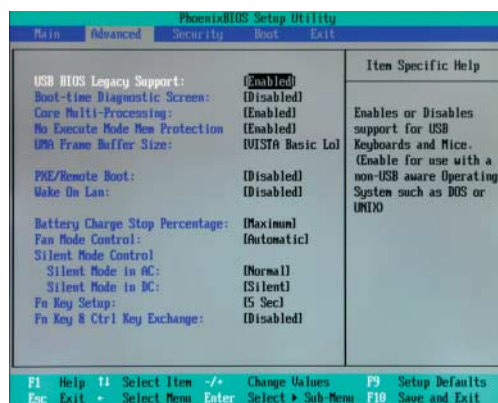 PhoenixBIOS Setup Utility
Main Advanced Security Boot Exit
Item Specific Help
USB BIOS Legacy Support: [Enabled]
Boot-time Diagnostic Screen: [Disabled]
Core Multi-Processing: [Enabled]
No Execute Mode Mem Protection [Enabled]
UMA Frame Buffer Size: [VISTA Basic Lo]
PXE/Remote Boot: [Disabled]
Wake On Lan: [Disabled]
Battery Charge Stop Percentage: [Maximum]
Fan Mode Control: [Automatic]
Silent Mode Control
Silent Mode in AC: [Normal]
Silent Mode in DC: [Silent]
Fn Key Setup: [5 Sec]
Fn Key & Ctrl Key Exchange: [Disabled]
Enables or Disables
support for USB
Keyboards and Mice.
(Enable for use with a
non-USB aware Operating
System such as DOS or
UNIX)
F1 Help ↑↓ Select Item -/+ Change Values F9 Setup Defaults
Esc Exit Select Menu Enter Select ▸ Sub-Menu F10 Save and Exit